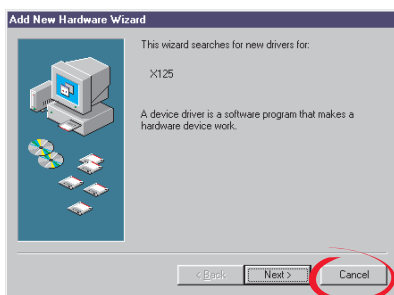 Add New Hardware Wizard
This wizard searches for new drivers for:
X125
A device driver is a software program that makes a
hardware device work.
< Back
Next >
Cancel